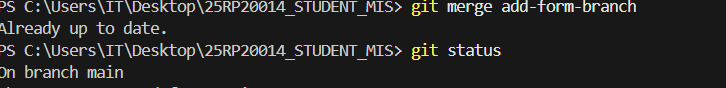 PS C:\Users\IT\Desktop\25RP20014_STUDENT_MIS> git merge add-form-branch
Already up to date.
PS C:\Users\IT\Desktop\25RP20014_STUDENT_MIS> git status
On branch main